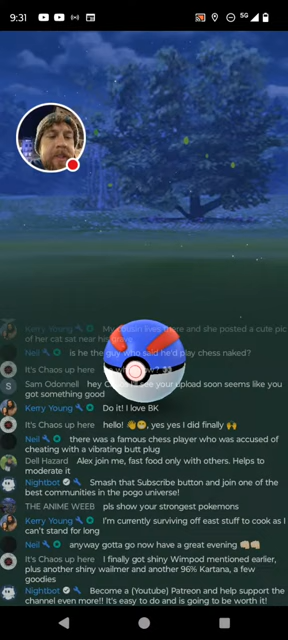 9:31
5G
Kerry Young My cousin lives there and she posted a cute pic
of her cat sat near his grave
Neil is he the guy who said he'd play chess naked?
It's Chaos up here
Sam Odonnell hey I'll see your upload soon seems like you
got something good
Kerry Young Do it! I love BK
It's Chaos up here hello! 👋😁, yes yes I did finally 🙌
Neil there was a famous chess player who was accused of
cheating with a vibrating butt plug
Dell Hazard Alex join me, fast food only with others. Helps to
moderate it
Nightbot Smash that Subscribe button and join one of
the best communities in the pogo universe!
THE ANIME WEEB pls show your strongest pokemons
Kerry Young I'm currently surviving off east stuff to cook as I
can't stand for long
Neil anyway gotta go now have a great evening 👊🏼👊🏼
It's Chaos up here I finally got shiny Wimpod mentioned earlier,
plus another shiny wailmer and another 96% Kartana, a few
goodies
Nightbot Become a (Youtube) Patreon and help support the
channel even more!! It's easy to do and is going to be worth it!